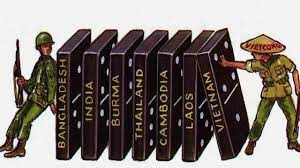 BANGLADESH
INDIA
BURMA
THAILAND
CAMBODIA
LAOS
VIETNAM
VIETCONG